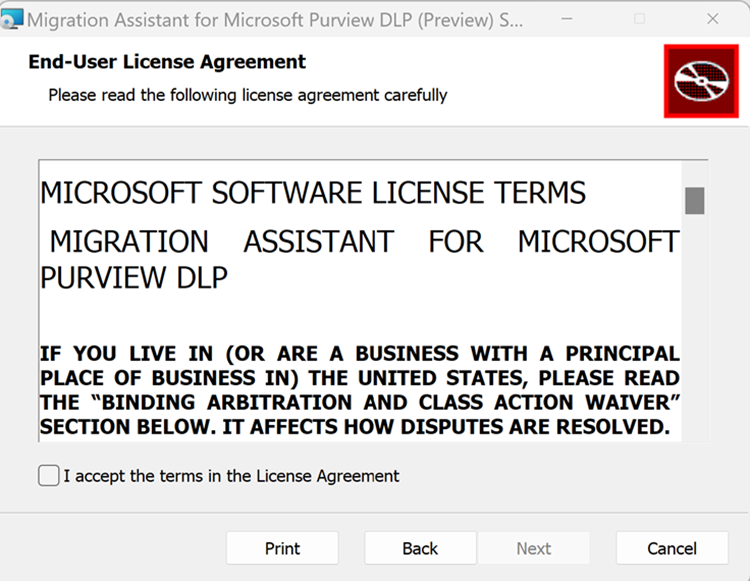 Migration Assistant for Microsoft Purview DLP (Preview) S...
End-User License Agreement
Please read the following license agreement carefully
MICROSOFT SOFTWARE LICENSE TERMS
MIGRATION ASSISTANT FOR MICROSOFT
PURVIEW DLP
IF YOU LIVE IN (OR ARE A BUSINESS WITH A PRINCIPAL
PLACE OF BUSINESS IN) THE UNITED STATES, PLEASE READ
THE “BINDING ARBITRATION AND CLASS ACTION WAIVER”
SECTION BELOW. IT AFFECTS HOW DISPUTES ARE RESOLVED.
I accept the terms in the License Agreement
Print Back Next Cancel